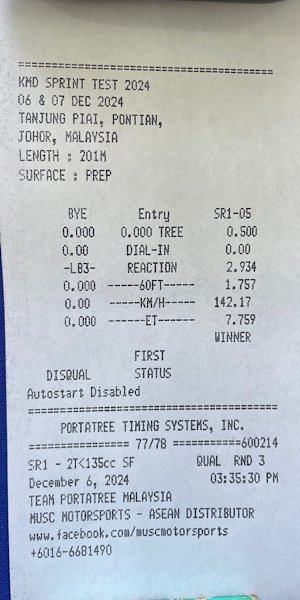 ========================================
KMD SPRINT TEST 2024
06 & 07 DEC 2024
TANJUNG PIAI, PONTIAN,
JOHOR, MALAYSIA
LENGTH : 201M
SURFACE : PREP
BYE Entry SR1-05
0.000 0.000 TREE 0.500
0.00 DIAL-IN 0.00
-LB3- REACTION 2.934
0.000 -----60FT----- 1.757
0.00 -----KM/H----- 142.17
0.000 ------ET------ 7.759
WINNER
FIRST
DISQUAL STATUS
Autostart Disabled
========================================
PORTATREE TIMING SYSTEMS, INC.
================ 77/78 ===========600214
SR1 - 2T<135cc SF QUAL RND 3
December 6, 2024 03:35:30 PM
TEAM PORTATREE MALAYSIA
MUSC MOTORSPORTS - ASEAN DISTRIBUTOR
www.facebook.com/muscmotorsports
+6016-6681490